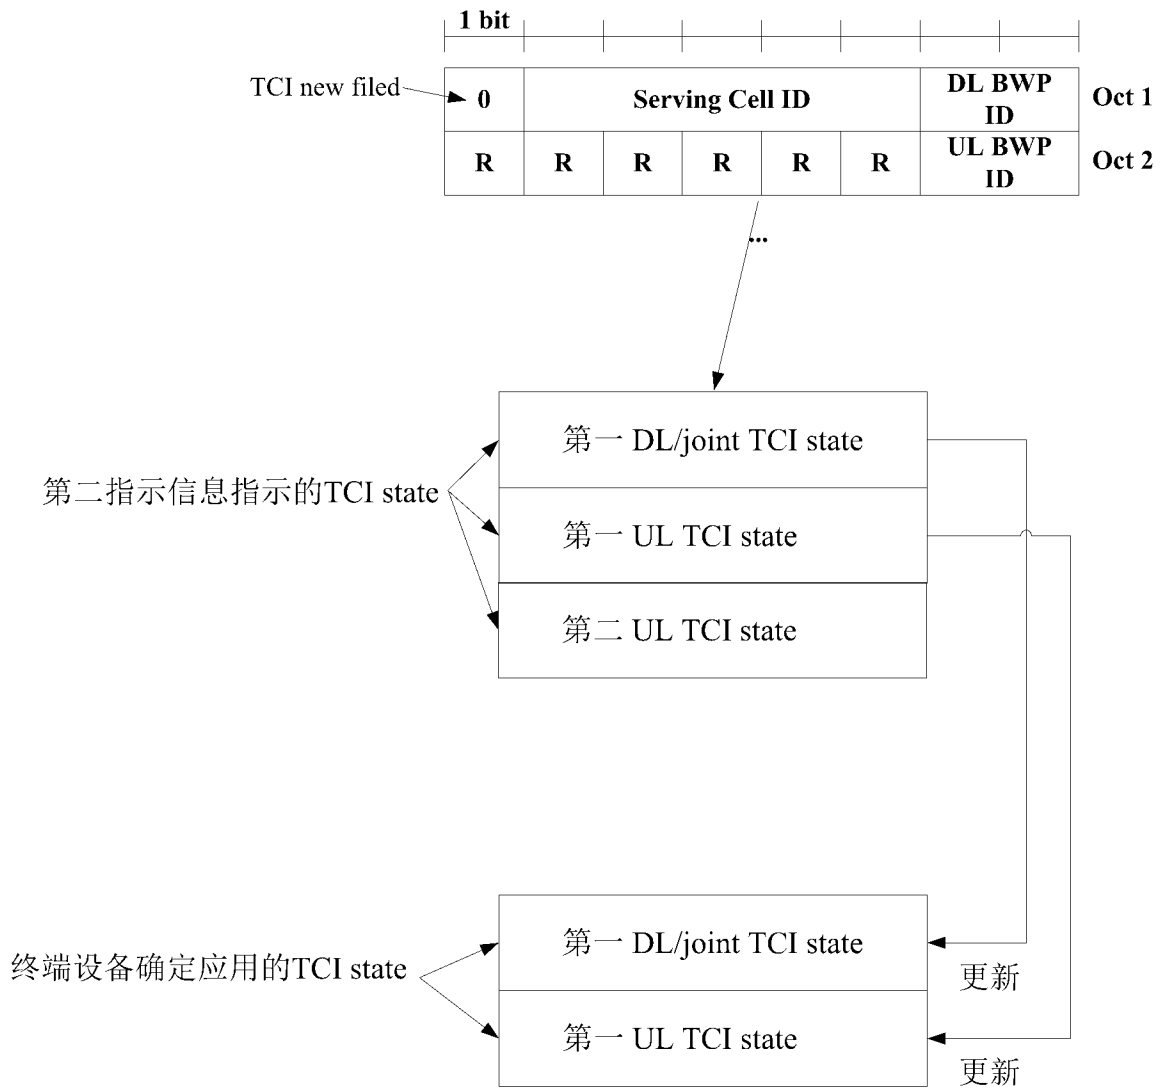 1 bit
TCI new filed
0
Serving Cell ID
DL BWP
ID
Oct 1
R
R
R
R
R
R
UL BWP
ID
Oct 2
...
第一 DL/joint TCI state
第二指示信息指示的TCI state
第一 UL TCI state
第二 UL TCI state
第一 DL/joint TCI state
终端设备确定应用的TCI state
更新
第一 UL TCI state
更新